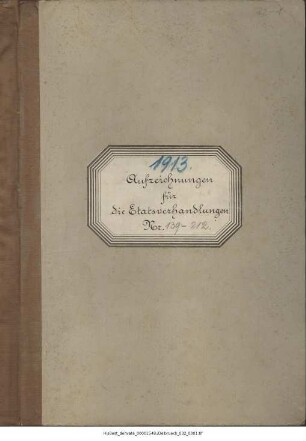 1913.
Aufzeichnungen
für
die Etatsverhandlungen
Nr. 139-212.